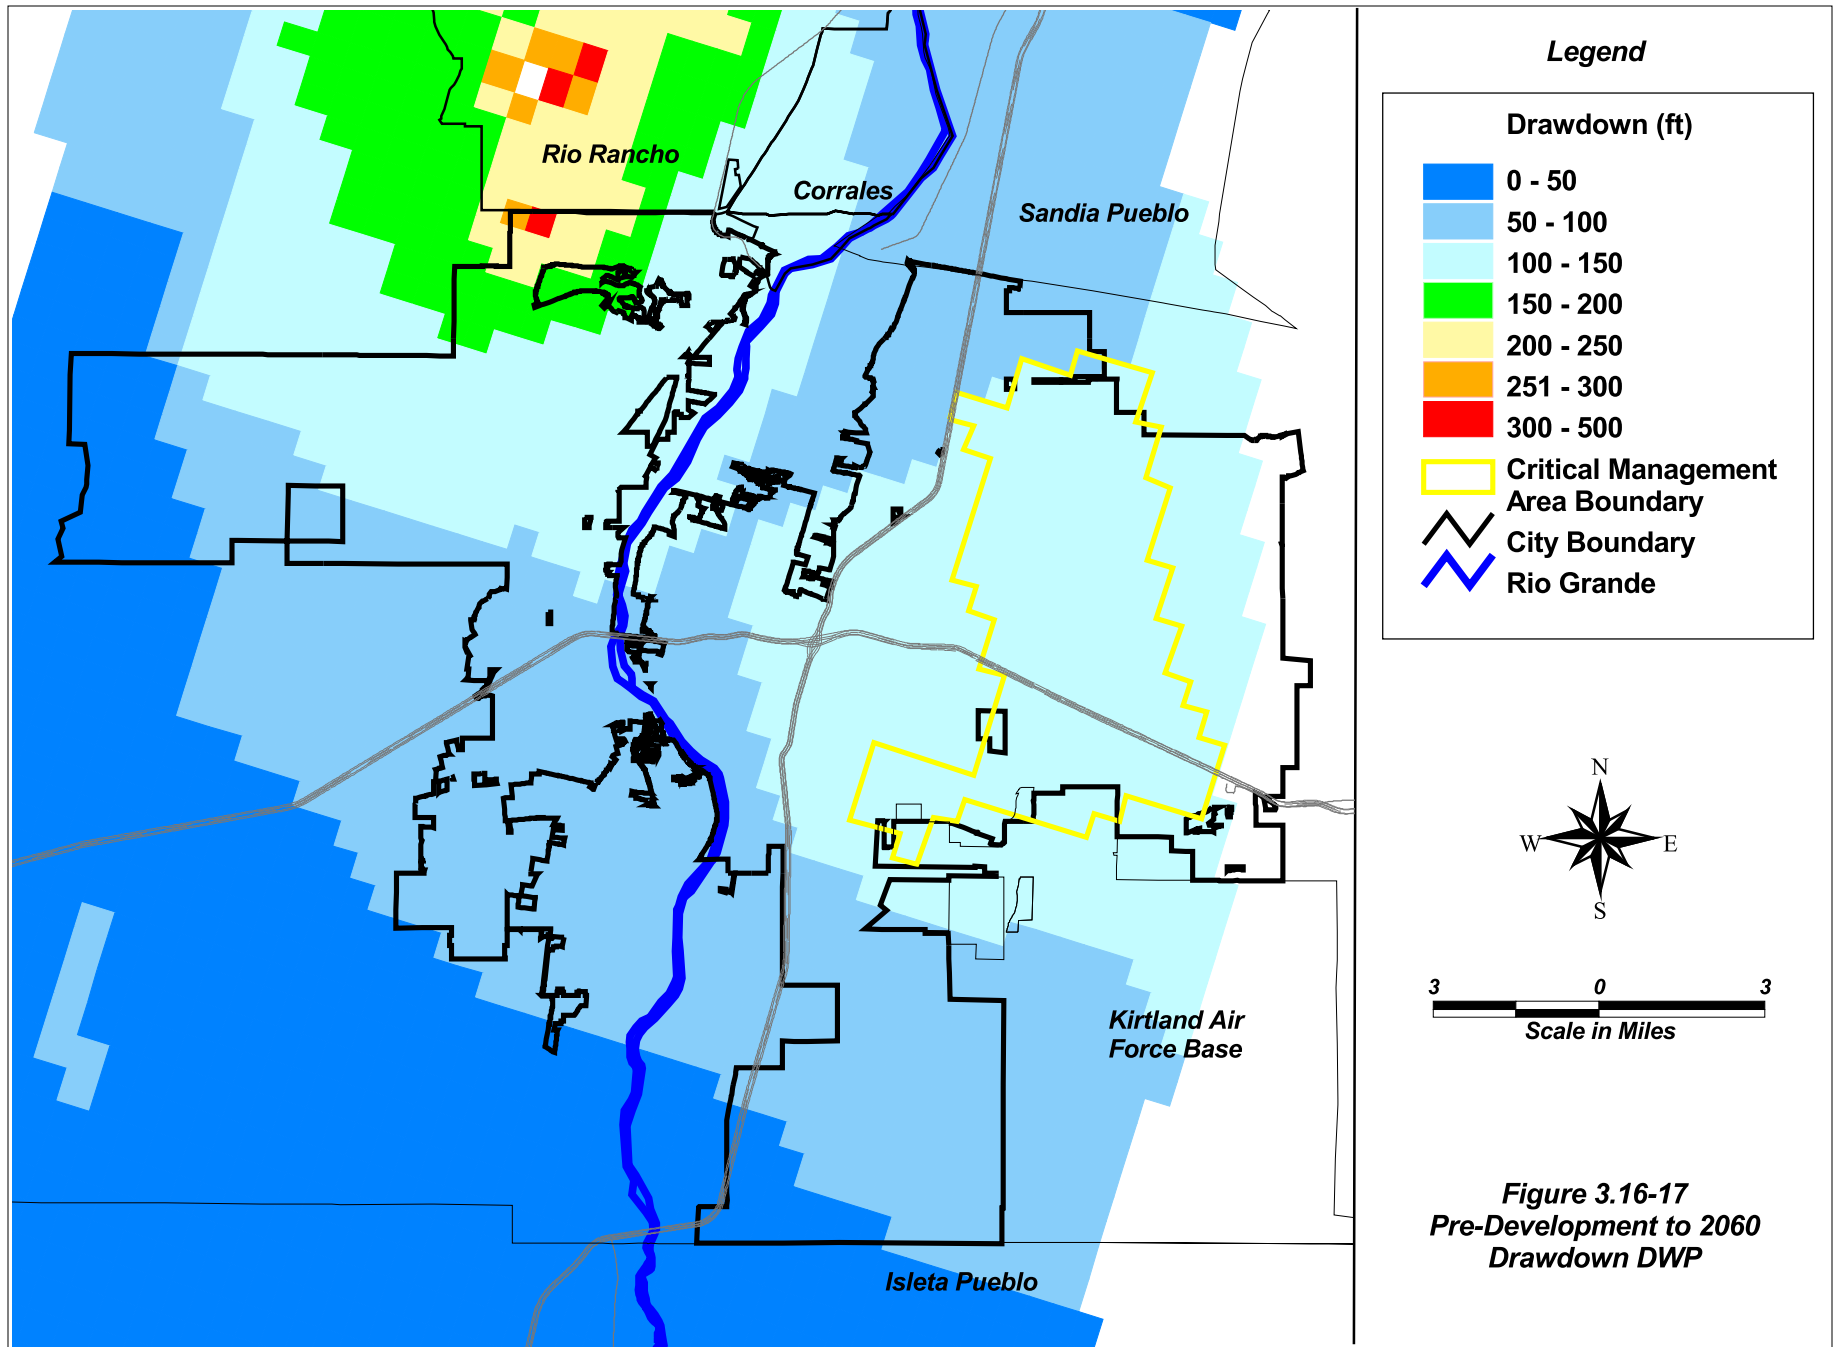 Legend
Drawdown (ft)
0 - 50
50 - 100
100 - 150
150 - 200
200 - 250
251 - 300
300 - 500
Critical Management
Area Boundary
City Boundary
Rio Grande
Rio Rancho
Corrales
Sandia Pueblo
Kirtland Air
Force Base
Isleta Pueblo
N
W
E
S
3 0 3
Scale in Miles
Figure 3.16-17
Pre-Development to 2060
Drawdown DWP